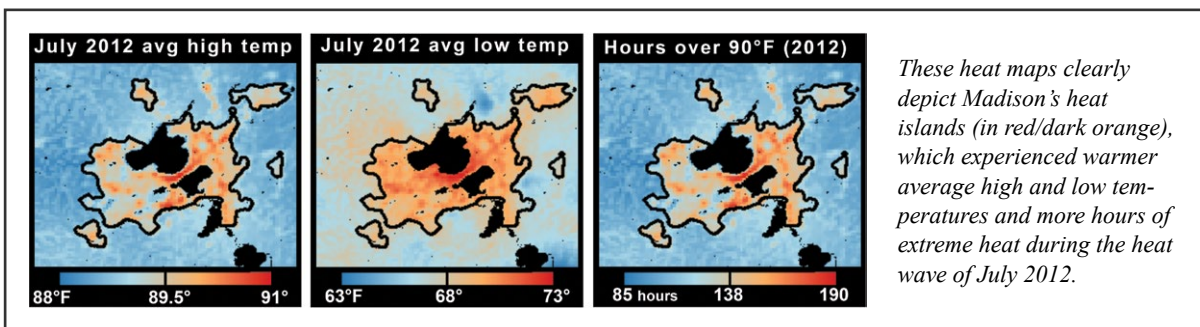 July 2012 avg high temp
88°F 89.5° 91°
July 2012 avg low temp
63°F 68° 73°
Hours over 90°F (2012)
85 hours 138 190
These heat maps clearly
depict Madison’s heat
islands (in red/dark orange),
which experienced warmer
average high and low tem-
peratures and more hours of
extreme heat during the heat
wave of July 2012.